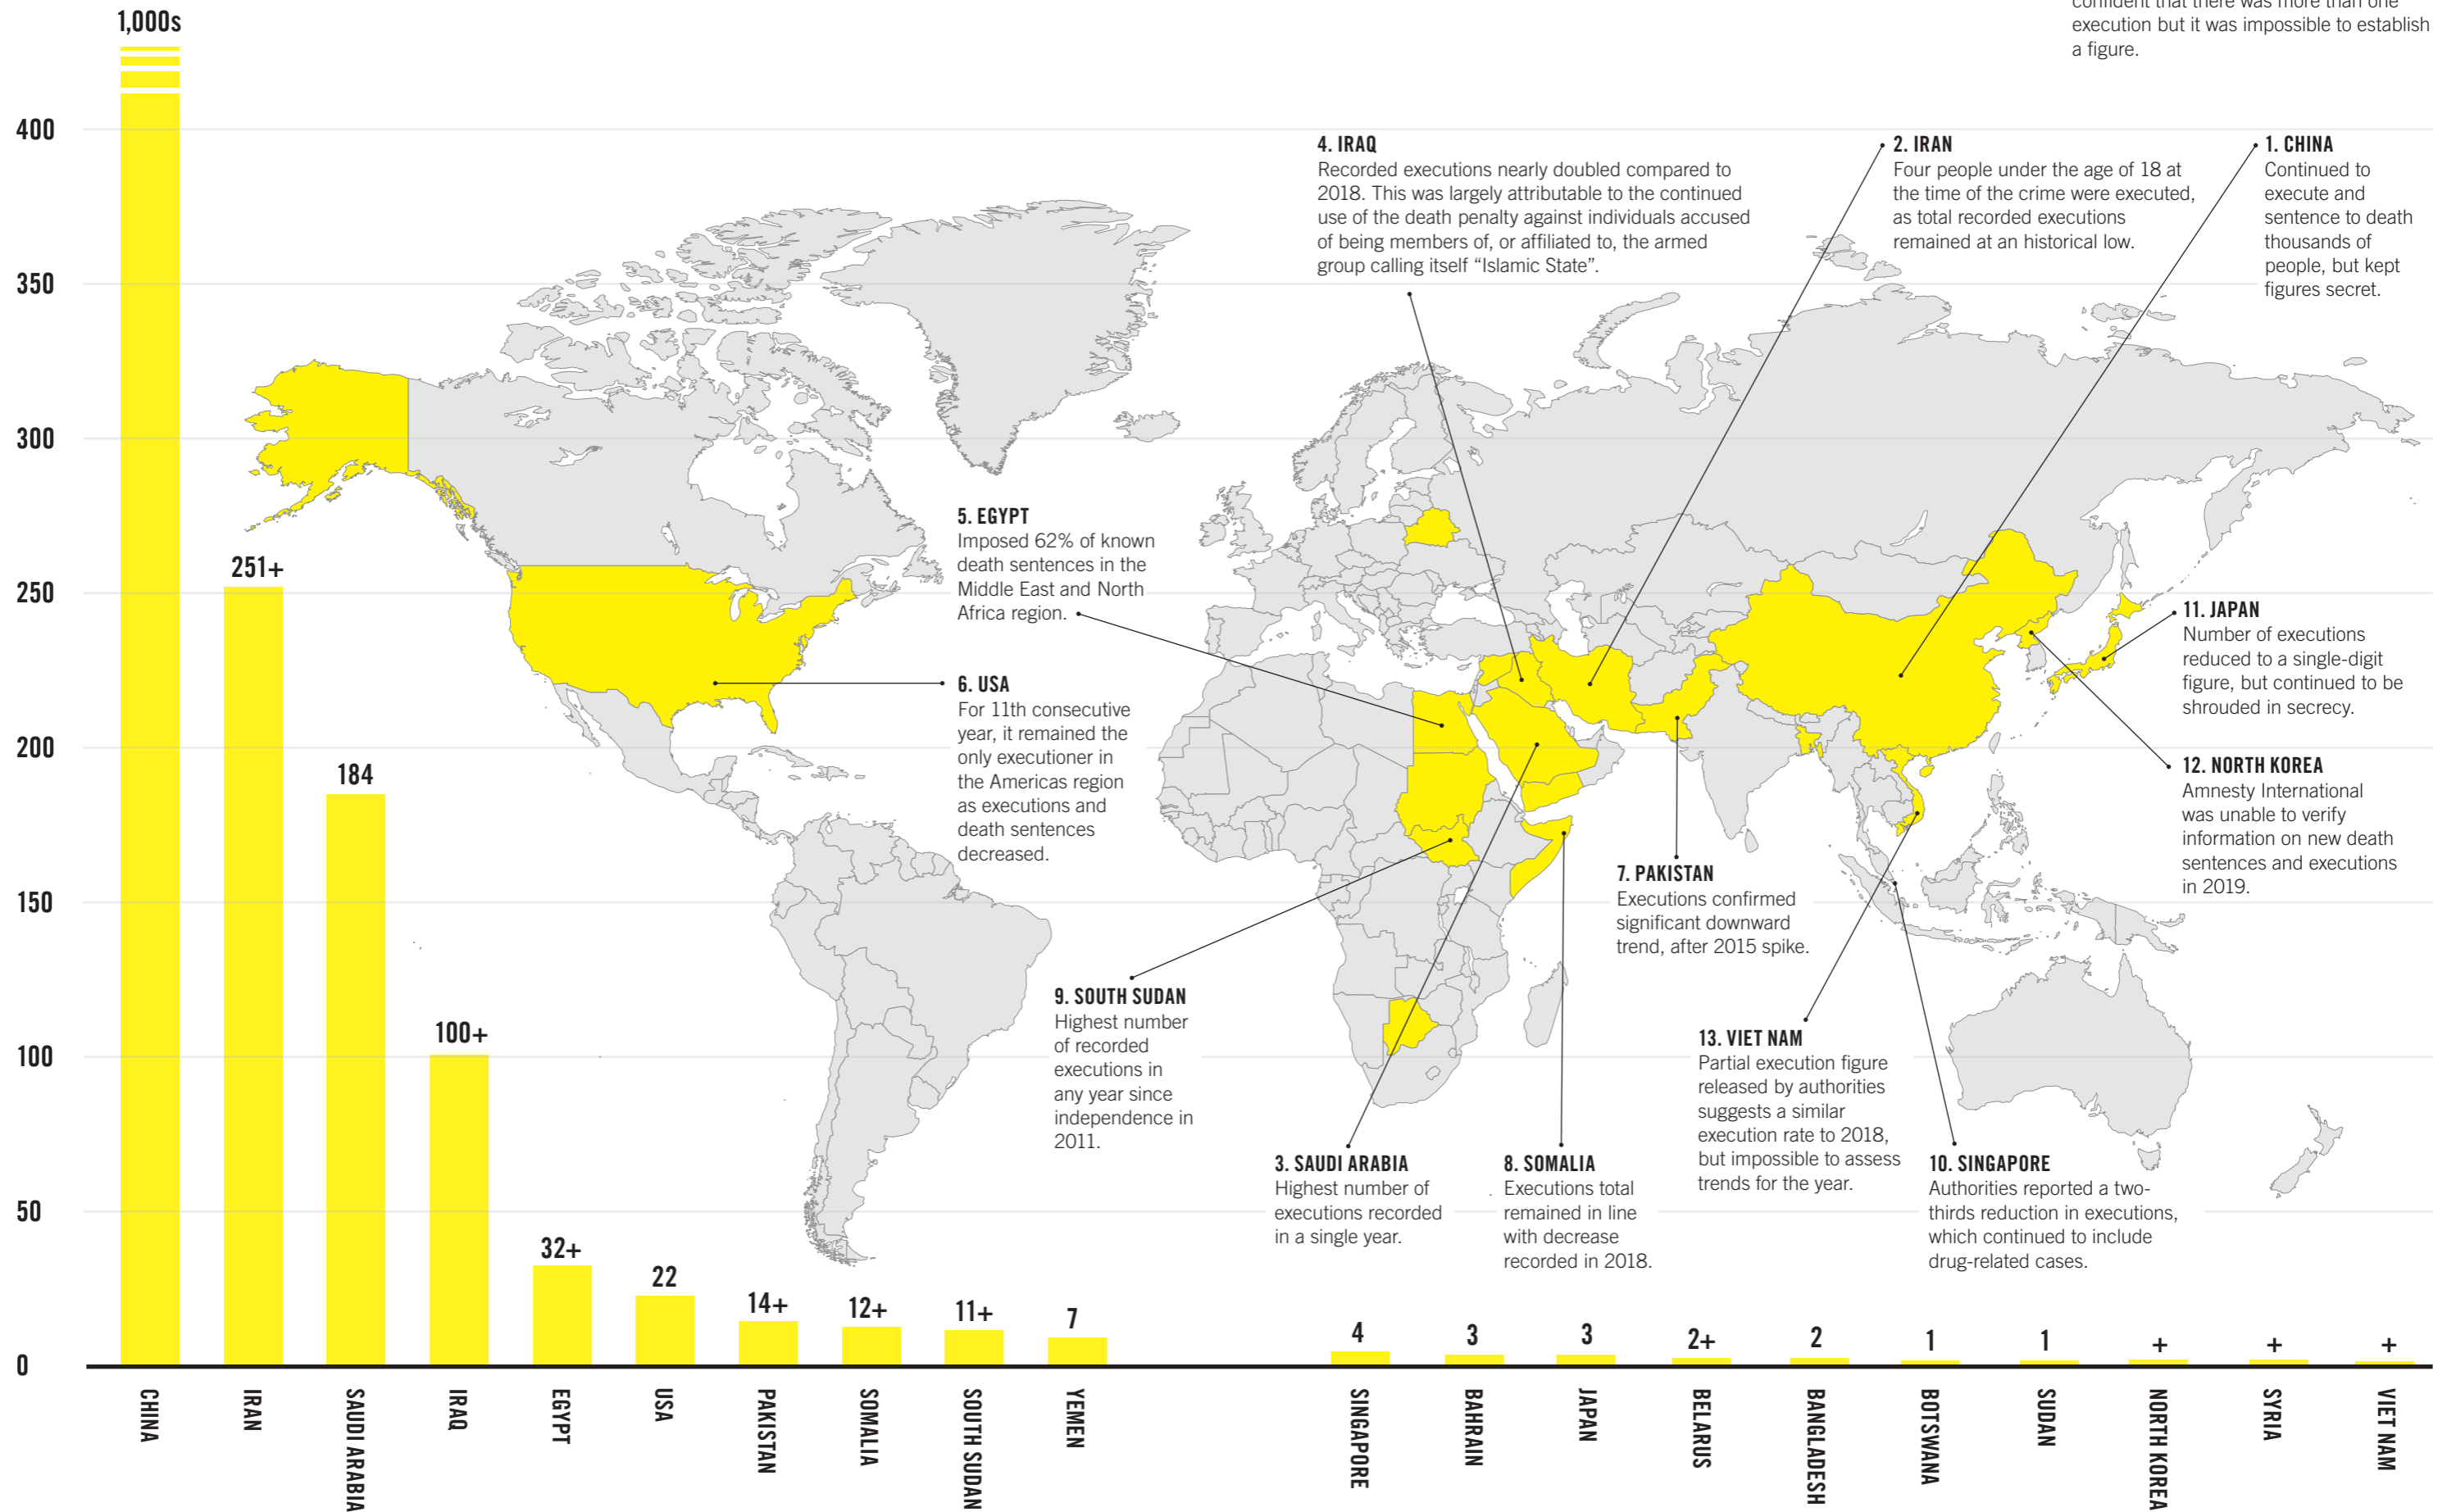 confident that there was more than one
execution but it was impossible to establish
a figure.
1,000s
400
350
300
250
200
150
100
50
0
4. IRAQ
Recorded executions nearly doubled compared to
2018. This was largely attributable to the continued
use of the death penalty against individuals accused
of being members of, or affiliated to, the armed
group calling itself “Islamic State”.
2. IRAN
Four people under the age of 18 at
the time of the crime were executed,
as total recorded executions
remained at an historical low.
1. CHINA
Continued to
execute and
sentence to death
thousands of
people, but kept
figures secret.
5. EGYPT
Imposed 62% of known
death sentences in the
Middle East and North
Africa region.
6. USA
For 11th consecutive
year, it remained the
only executioner in
the Americas region
as executions and
death sentences
decreased.
11. JAPAN
Number of executions
reduced to a single-digit
figure, but continued to be
shrouded in secrecy.
12. NORTH KOREA
Amnesty International
was unable to verify
information on new death
sentences and executions
in 2019.
7. PAKISTAN
Executions confirmed
significant downward
trend, after 2015 spike.
9. SOUTH SUDAN
Highest number
of recorded
executions in
any year since
independence in
2011.
13. VIET NAM
Partial execution figure
released by authorities
suggests a similar
execution rate to 2018,
but impossible to assess
trends for the year.
3. SAUDI ARABIA
Highest number of
executions recorded
in a single year.
8. SOMALIA
Executions total
remained in line
with decrease
recorded in 2018.
10. SINGAPORE
Authorities reported a two-
thirds reduction in executions,
which continued to include
drug-related cases.
251+
184
100+
32+
22
14+
12+
11+
7
4
3
3
2+
2
1
1
+
+
+
CHINA
IRAN
SAUDI ARABIA
IRAQ
EGYPT
USA
PAKISTAN
SOMALIA
SOUTH SUDAN
YEMEN
SINGAPORE
BAHRAIN
JAPAN
BELARUS
BANGLADESH
BOTSWANA
SUDAN
NORTH KOREA
SYRIA
VIET NAM